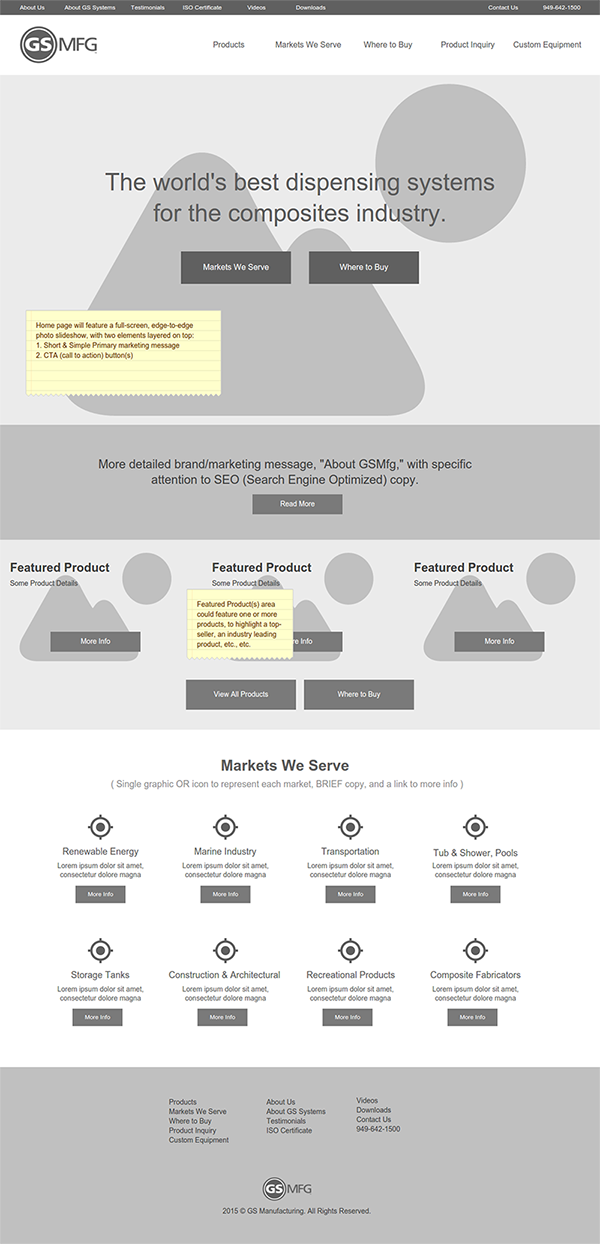 About Us About GS Systems Testimonials ISO Certificate Videos Downloads Contact Us 949-642-1500
GS MFG Products Markets We Serve Where to Buy Product Inquiry Custom Equipment
The world's best dispensing systems
for the composites industry.
Markets We Serve Where to Buy
Home page will feature a full-screen, edge-to-edge
photo slideshow, with two elements layered on top:
1. Short & Simple Primary marketing message
2. CTA (call to action) button(s)
More detailed brand/marketing message, "About GSMfg," with specific
attention to SEO (Search Engine Optimized) copy.
Read More
Featured Product Featured Product Featured Product
Some Product Details Some Product Details Some Product Details
Featured Product(s) area
could feature one or more
products, to highlight a top-
seller, an industry leading
product, etc., etc.
More Info re Info More Info
View All Products Where to Buy
Markets We Serve
( Single graphic OR icon to represent each market, BRIEF copy, and a link to more info )
Renewable Energy Marine Industry Transportation Tub & Shower, Pools
Lorem ipsum dolor sit amet, Lorem ipsum dolor sit amet, Lorem ipsum dolor sit amet, Lorem ipsum dolor sit amet,
consectetur dolore magna consectetur dolore magna consectetur dolore magna consectetur dolore magna
More Info More Info More Info More Info
Storage Tanks Construction & Architectural Recreational Products Composite Fabricators
Lorem ipsum dolor sit amet, Lorem ipsum dolor sit amet, Lorem ipsum dolor sit amet, Lorem ipsum dolor sit amet,
consectetur dolore magna consectetur dolore magna consectetur dolore magna consectetur dolore magna
More Info More Info More Info More Info
Products About Us Videos
Markets We Serve About GS Systems Downloads
Where to Buy Testimonials Contact Us
Product Inquiry ISO Certificate 949-642-1500
Custom Equipment
GS MFG
2015 © GS Manufacturing. All Rights Reserved.